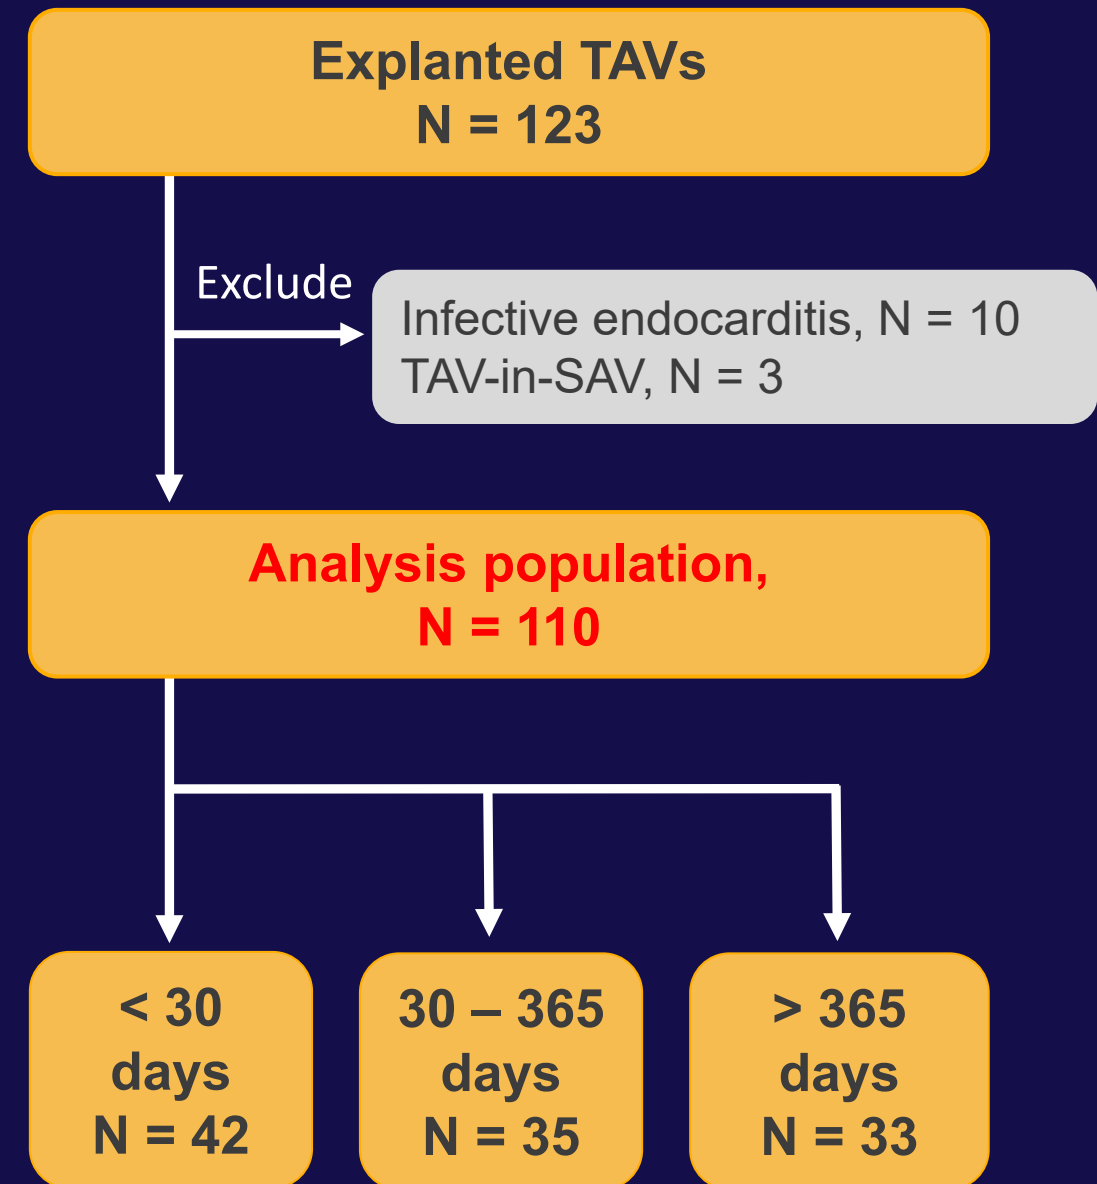 Explanted TAVs
N = 123
Exclude
Infective endocarditis, N = 10
TAV-in-SAV, N = 3
Analysis population,
N = 110
< 30
days
N = 42
30 – 365
days
N = 35
> 365
days
N = 33